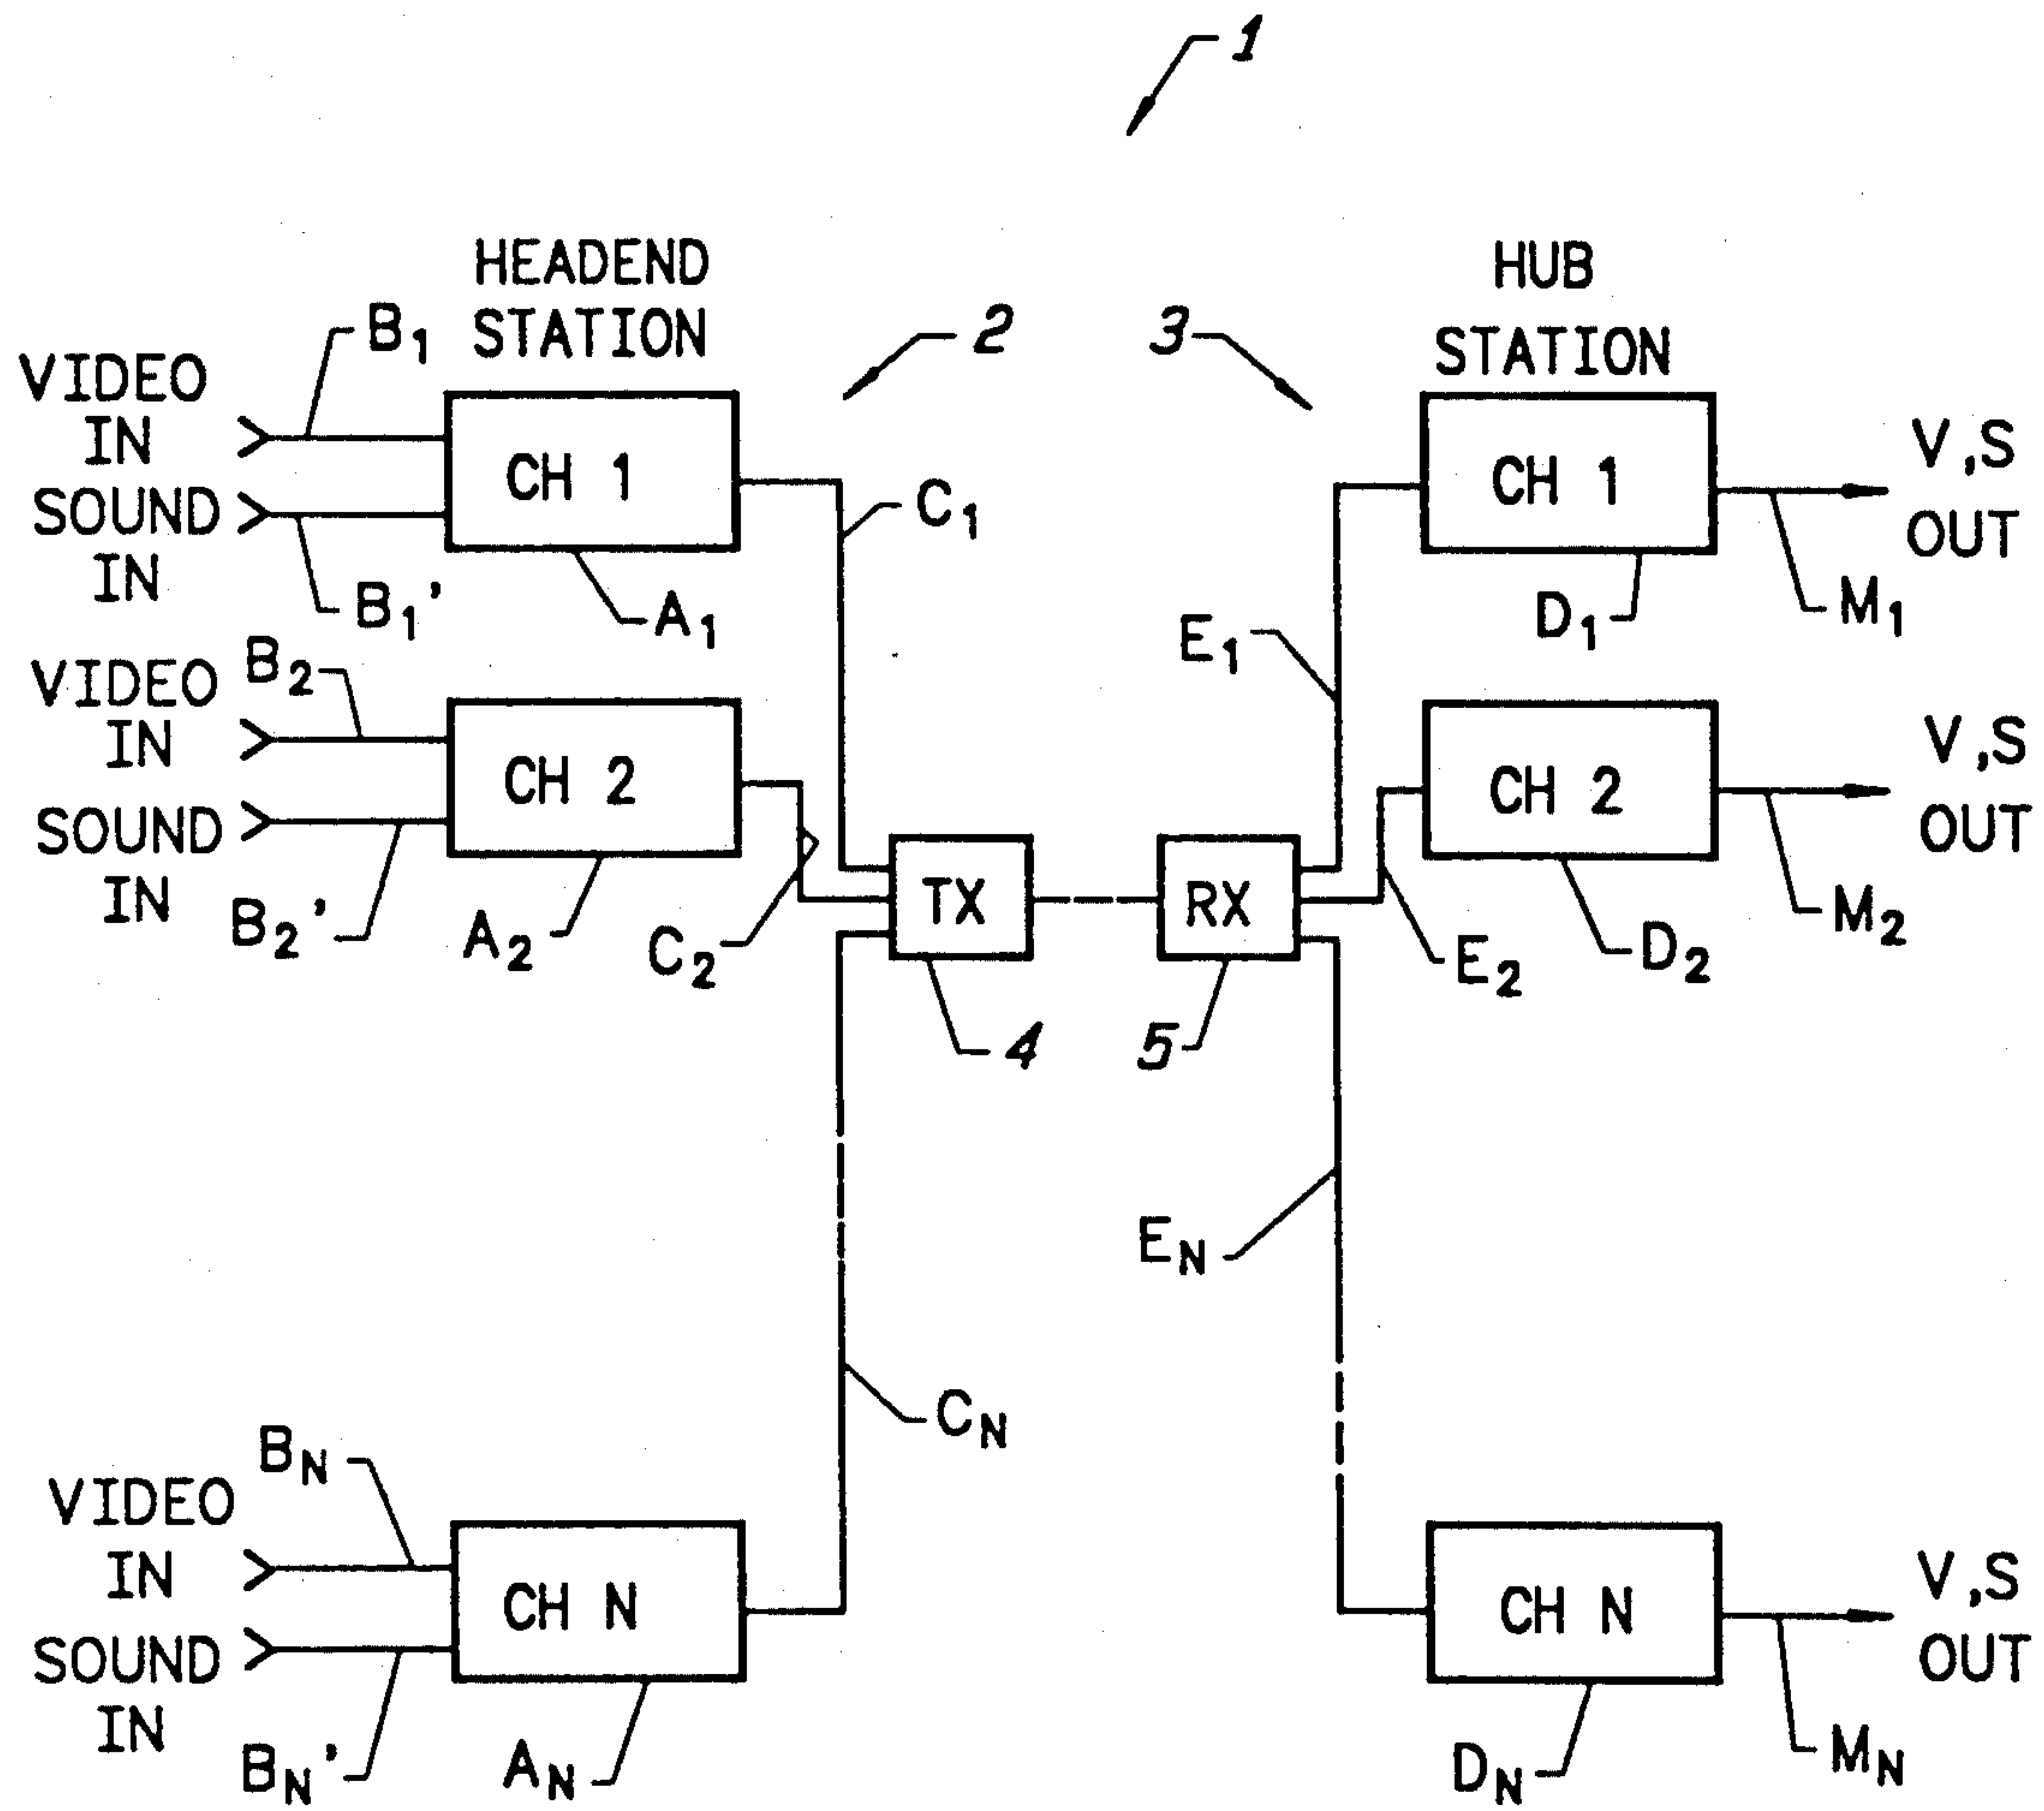 1
HEADEND
STATION
HUB
STATION
2
3
B1
VIDEO
IN
SOUND
IN
B1'
CH 1
A1
C1
CH 1
D1
E1
V,S
OUT
M1
VIDEO
IN
SOUND
IN
B2
B2'
CH 2
A2
C2
TX
4
RX
5
CH 2
D2
E2
V,S
OUT
M2
CN
EN
VIDEO
IN
SOUND
IN
BN
BN'
CH N
AN
CH N
DN
V,S
OUT
MN